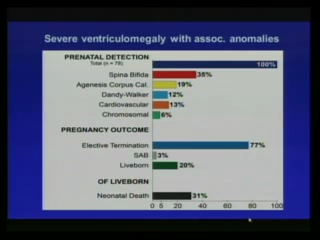 Severe ventriculomegaly with assoc. anomalies
PRENATAL DETECTION
Total (n = 78)
100%
Spina Bifida 35%
Agenesis Corpus Cal. 19%
Dandy-Walker 12%
Cardiovascular 13%
Chromosomal 6%
PREGNANCY OUTCOME
Elective Termination 77%
SAB 3%
Liveborn 20%
OF LIVEBORN
Neonatal Death 31%
0 5 20 40 60 80 100